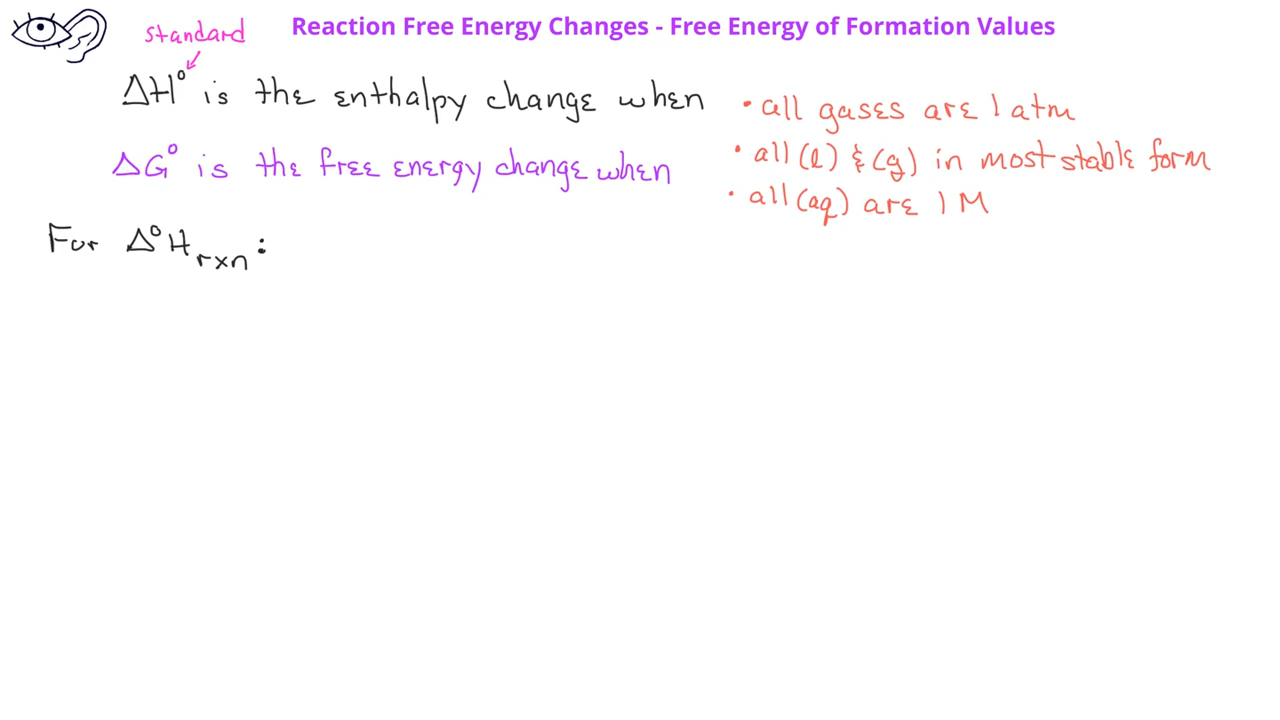 Reaction Free Energy Changes - Free Energy of Formation Values
standard
ΔH° is the enthalpy change when
ΔG° is the free energy change when
• all gases are 1 atm
• all (l) & (g) in most stable form
• all (aq) are 1 M
For Δ°H rxn: